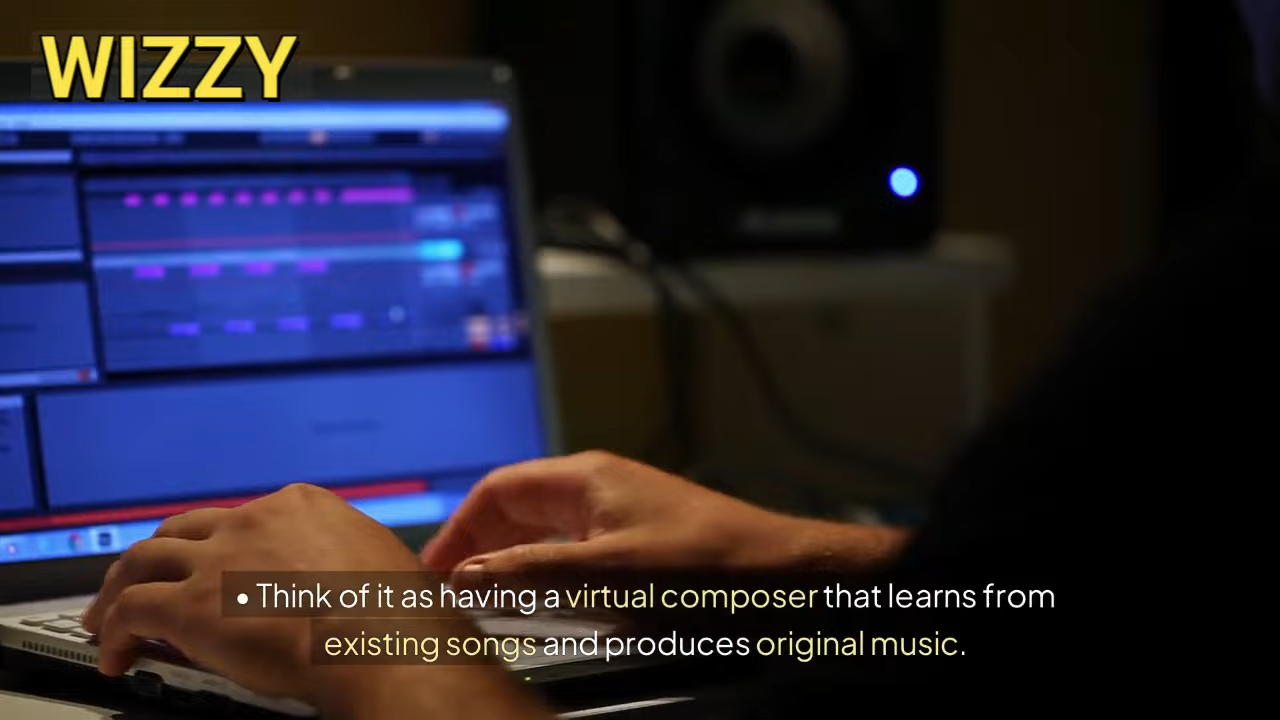 WIZZY
• Think of it as having a virtual composer that learns from
existing songs and produces original music.